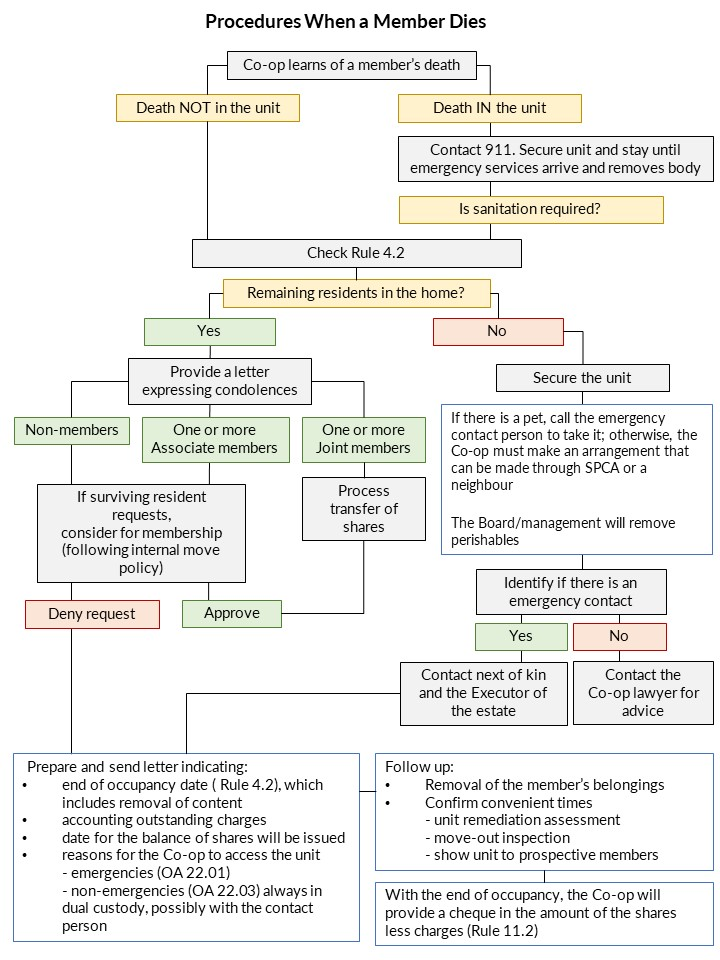 Procedures When a Member Dies
Co-op learns of a member's death
Death NOT in the unit
Death IN the unit
Contact 911. Secure unit and stay until
emergency services arrive and removes body
Is sanitation required?
Check Rule 4.2
Remaining residents in the home?
Yes
No
Provide a letter
expressing condolences
Secure the unit
Non-members
One or more
Associate members
One or more
Joint members
If there is a pet, call the emergency
contact person to take it; otherwise, the
Co-op must make an arrangement that
can be made through SPCA or a
neighbour
The Board/management will remove
perishables
If surviving resident
requests,
consider for membership
(following internal move
policy)
Process
transfer of
shares
Identify if there is an
emergency contact
Deny request
Approve
Yes
No
Contact next of kin
and the Executor of
the estate
Contact the
Co-op lawyer for
advice
Prepare and send letter indicating:
• end of occupancy date ( Rule 4.2), which
includes removal of content
• accounting outstanding charges
• date for the balance of shares will be issued
• reasons for the Co-op to access the unit
- emergencies (OA 22.01)
- non-emergencies (OA 22.03) always in
dual custody, possibly with the contact
person
Follow up:
• Removal of the member's belongings
• Confirm convenient times
- unit remediation assessment
- move-out inspection
- show unit to prospective members
With the end of occupancy, the Co-op will
provide a cheque in the amount of the shares
less charges (Rule 11.2)